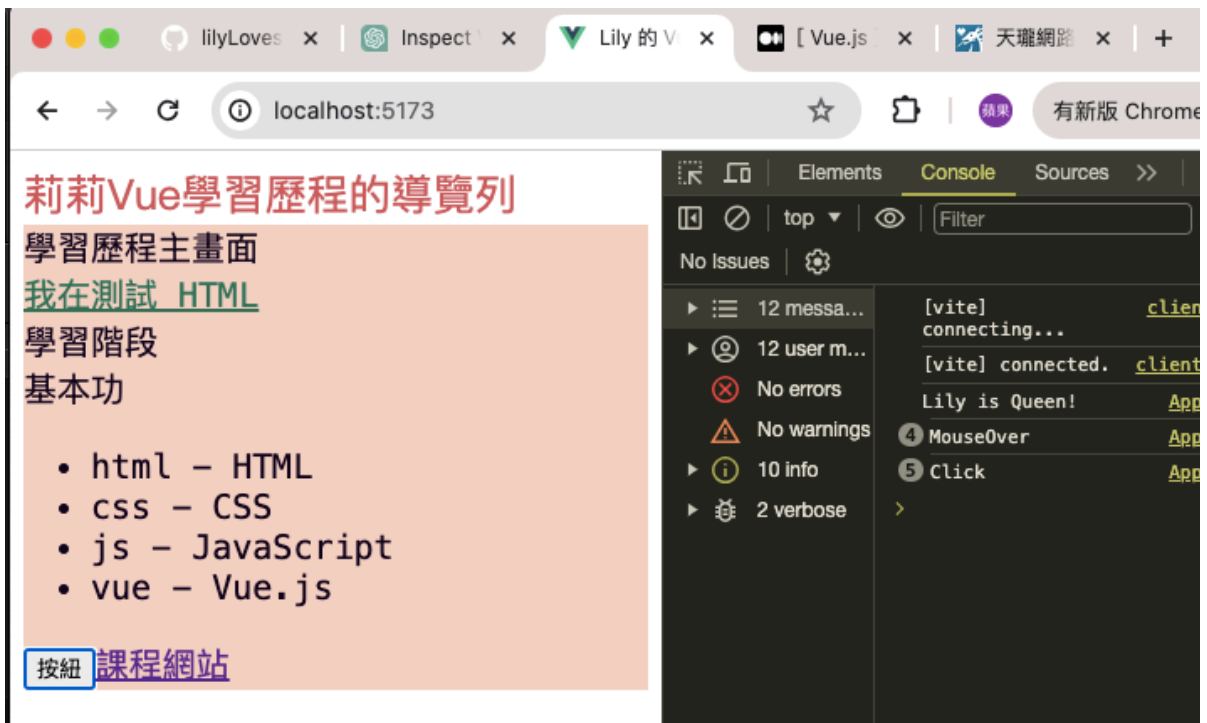 lilyLoves
Inspect
Lily 的 V
[ Vue.js ]
天瓏網路
localhost:5173
蘋果
有新版 Chrome
莉莉Vue學習歷程的導覽列
學習歷程主畫面
我在測試 HTML
學習階段
基本功
• html – HTML
• css – CSS
• js – JavaScript
• vue – Vue.js
按紐 課程網站
Elements Console Sources
top Filter
No Issues
12 messa...
12 user m...
No errors
No warnings
10 info
2 verbose
[vite] clien
connecting...
[vite] connected. client
Lily is Queen! App
4 MouseOver App
5 Click App